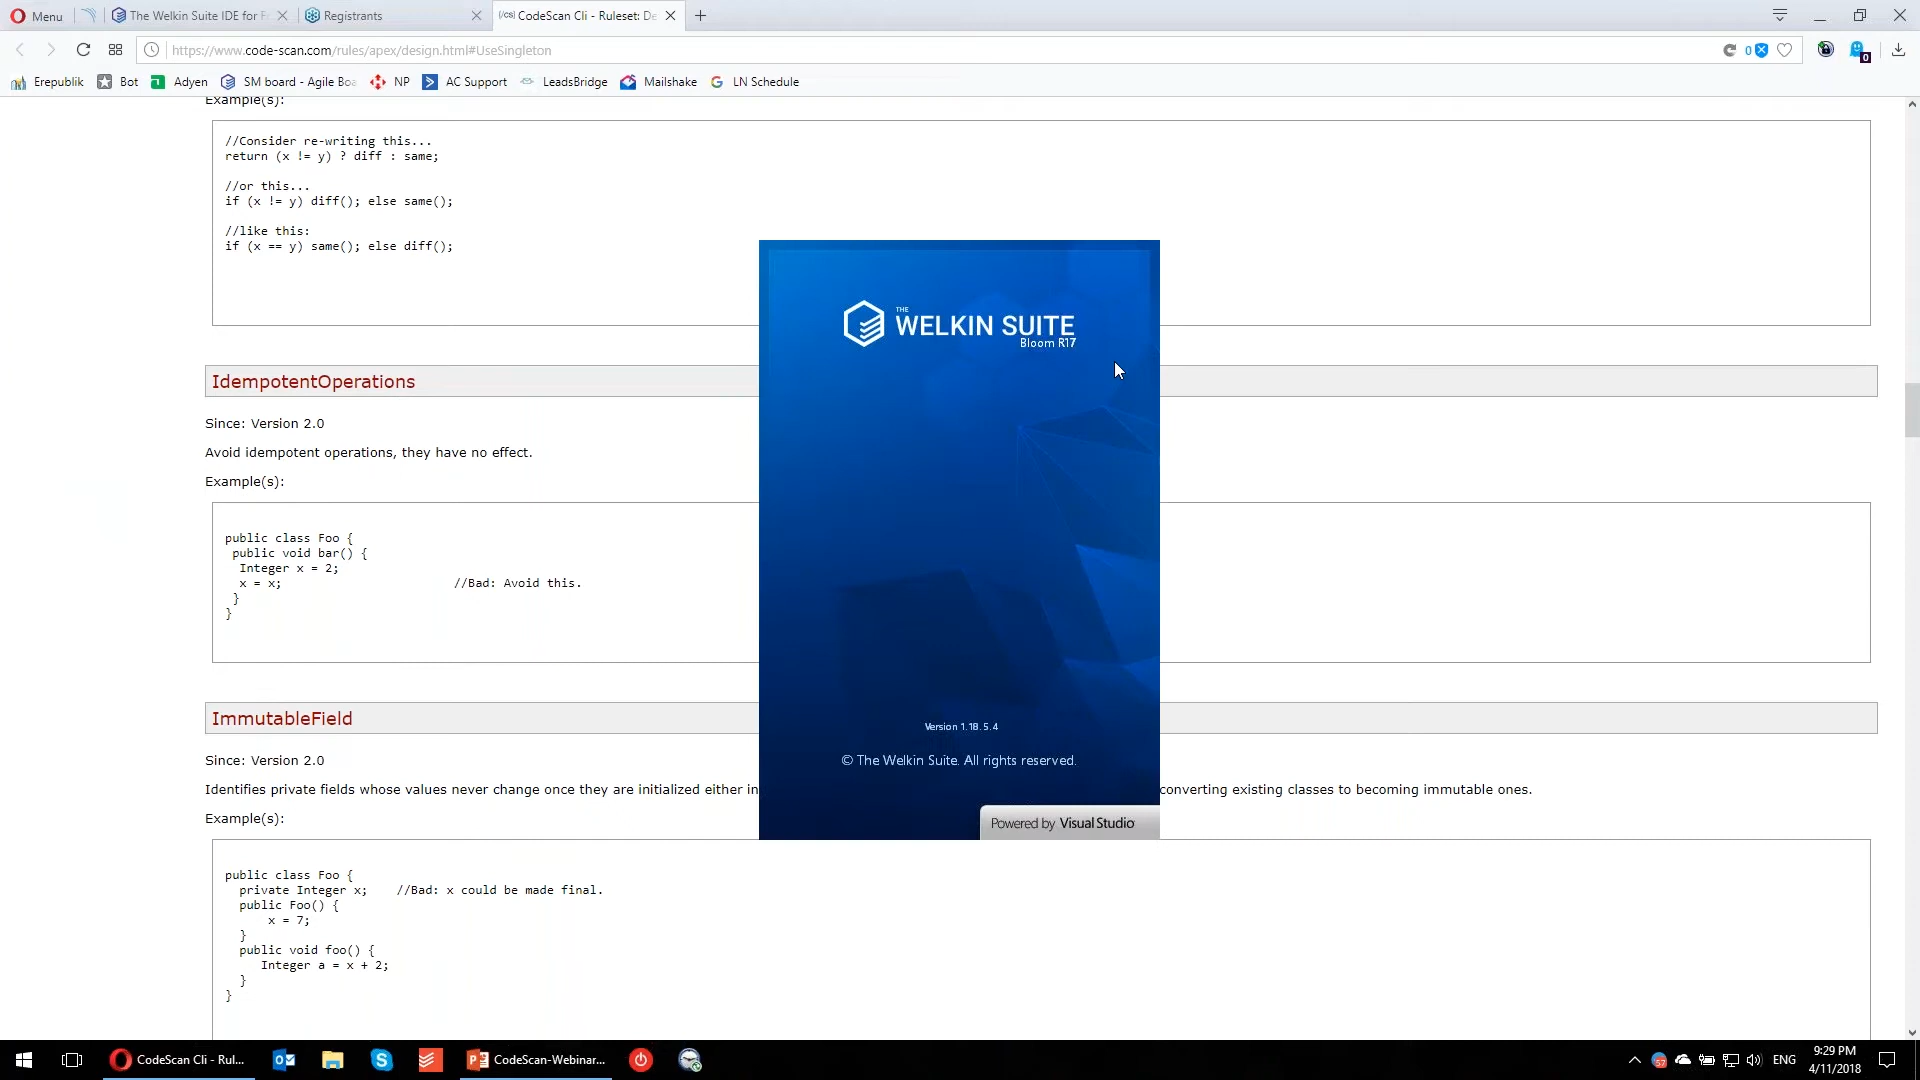 Menu
The Welkin Suite IDE for F
Registrants
CodeScan Cli - Ruleset: De
https://www.code-scan.com/rules/apex/design.html#UseSingleton
0
0
Erepublik
Bot
Adyen
SM board - Agile Boa
NP
AC Support
LeadsBridge
Mailshake
LN Schedule
Example(s):
//Consider re-writing this...
return (x != y) ? diff : same;
//or this...
if (x != y) diff(); else same();
//like this:
if (x == y) same(); else diff();
THE
WELKIN SUITE
Bloom R17
IdempotentOperations
Since: Version 2.0
Avoid idempotent operations, they have no effect.
Example(s):
public class Foo {
public void bar() {
Integer x = 2;
x = x; //Bad: Avoid this.
}
}
ImmutableField
Version 1.18.5.4
Since: Version 2.0
© The Welkin Suite. All rights reserved.
Identifies private fields whose values never change once they are initialized either in
converting existing classes to becoming immutable ones.
Example(s):
Powered by Visual Studio
public class Foo {
private Integer x; //Bad: x could be made final.
public Foo() {
x = 7;
}
public void foo() {
Integer a = x + 2;
}
}
CodeScan Cli - Rul...
CodeScan-Webinar...
ENG
9:29 PM
4/11/2018